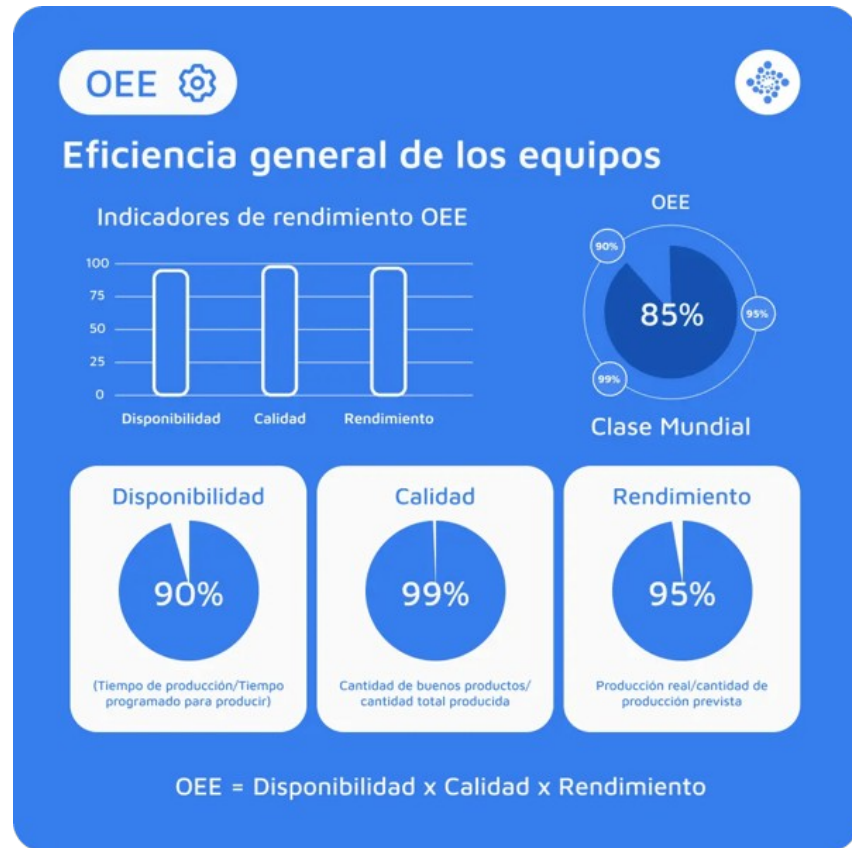 OEE
Eficiencia general de los equipos
Indicadores de rendimiento OEE
100
75
50
25
0
Disponibilidad
Calidad
Rendimiento
OEE
90%
95%
99%
85%
Clase Mundial
Disponibilidad
90%
(Tiempo de producción/Tiempo
programado para producir)
Calidad
99%
Cantidad de buenos productos/
cantidad total producida
Rendimiento
95%
Producción real/cantidad de
producción prevista
OEE = Disponibilidad x Calidad x Rendimiento